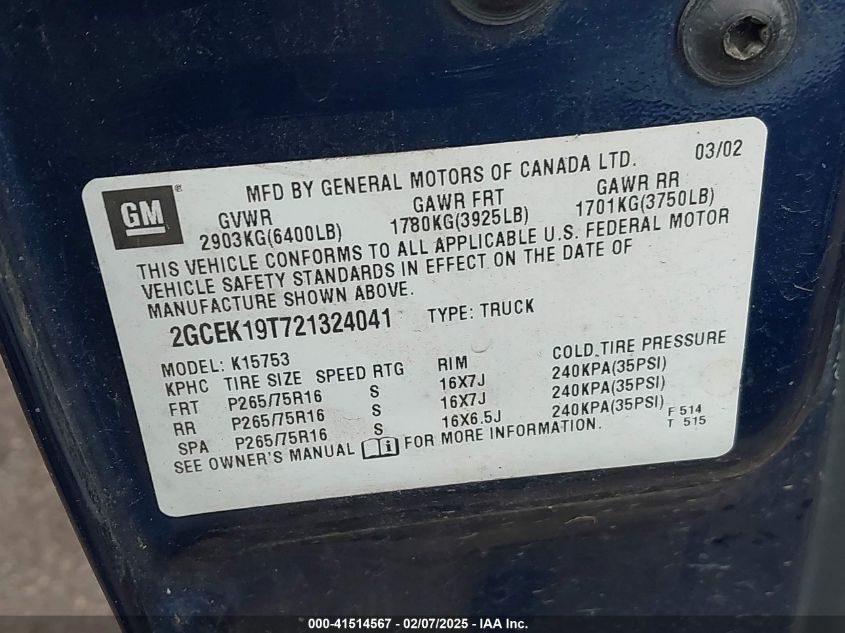 GM ®
MFD BY GENERAL MOTORS OF CANADA LTD. 03/02
GVWR GAWR FRT GAWR RR
2903KG(6400LB) 1780KG(3925LB) 1701KG(3750LB)
THIS VEHICLE CONFORMS TO ALL APPLICABLE U.S. FEDERAL MOTOR
VEHICLE SAFETY STANDARDS IN EFFECT ON THE DATE OF
MANUFACTURE SHOWN ABOVE.
2GCEK19T721324041 TYPE: TRUCK
MODEL: K15753
KPHC TIRE SIZE SPEED RTG RIM COLD TIRE PRESSURE
FRT P265/75R16 S 16X7J 240KPA(35PSI)
RR P265/75R16 S 16X7J 240KPA(35PSI)
SPA P265/75R16 S 16X6.5J 240KPA(35PSI)
SEE OWNER'S MANUAL i FOR MORE INFORMATION.
F 514
T 515
000-41514567 - 02/07/2025 - IAA Inc.